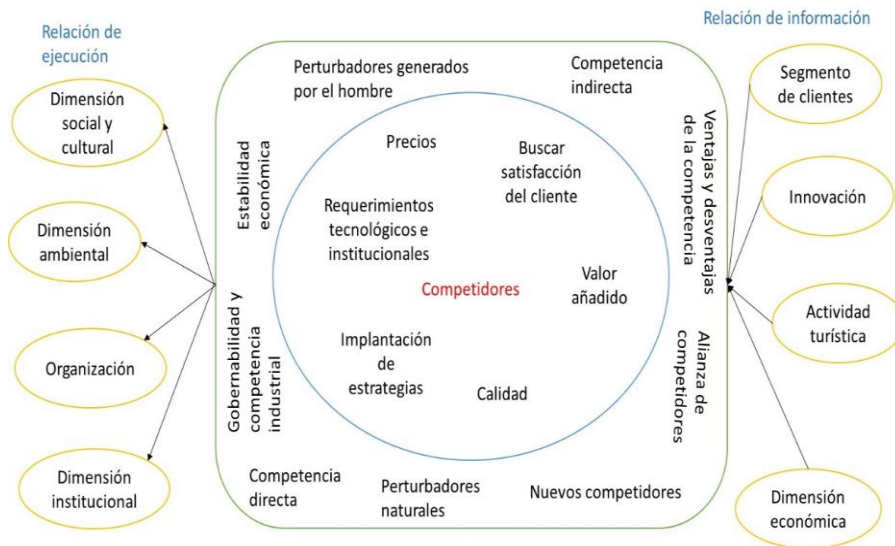 Relación de
ejecución
Dimensión
social y
cultural
Dimensión
ambiental
Organización
Dimensión
institucional
Perturbadores generados
por el hombre
Competencia
indirecta
Estabilidad
económica
Gobernabilidad y
competencia
industrial
Precios
Buscar
satisfacción
del cliente
Requerimientos
tecnológicos e
institucionales
Competidores
Valor
añadido
Implantación
de
estrategias
Calidad
Ventajas y desventajas
de la competencia
Alianza de
competidores
Competencia
directa
Perturbadores
naturales
Nuevos competidores
Relación de información
Segmento
de clientes
Innovación
Actividad
turística
Dimensión
económica